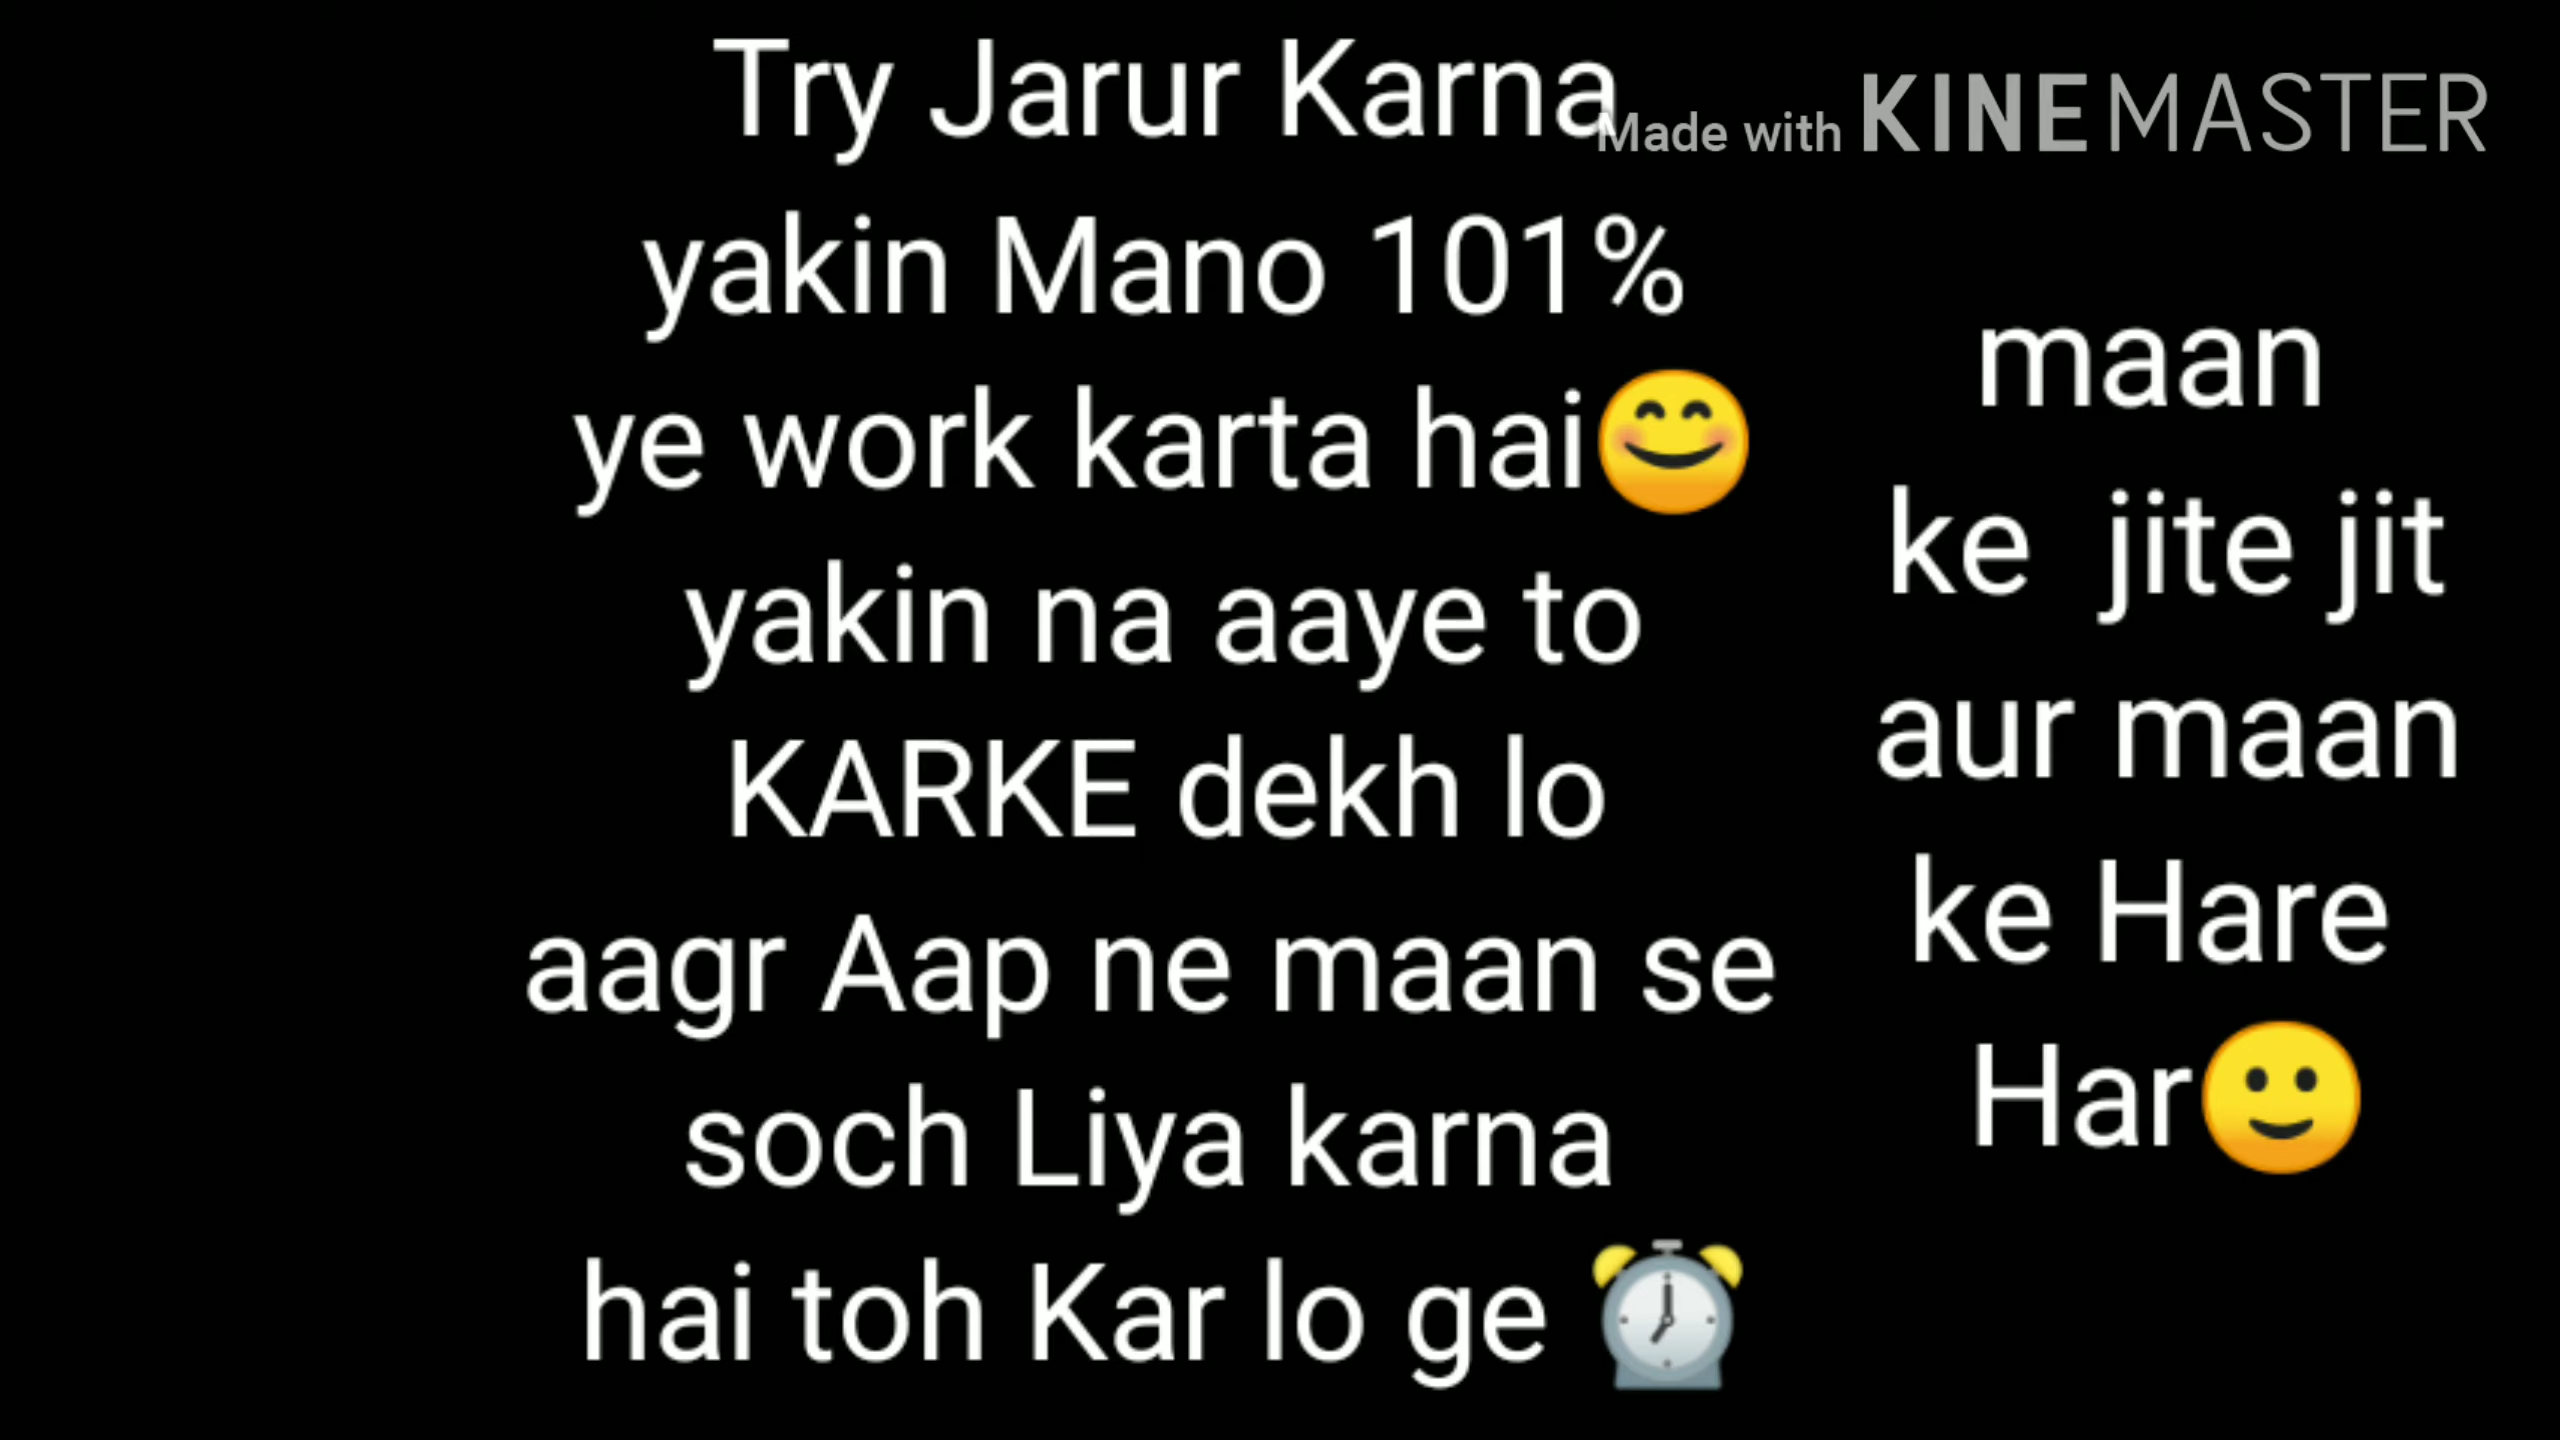 Try Jarur Karna
Made with KINEMASTER
yakin Mano 101%
ye work karta hai😊
yakin na aaye to
KARKE dekh lo
aagr Aap ne maan se
soch Liya karna
hai toh Kar lo ge ⏰
maan
ke  jite jit
aur maan
ke Hare
Har🙂